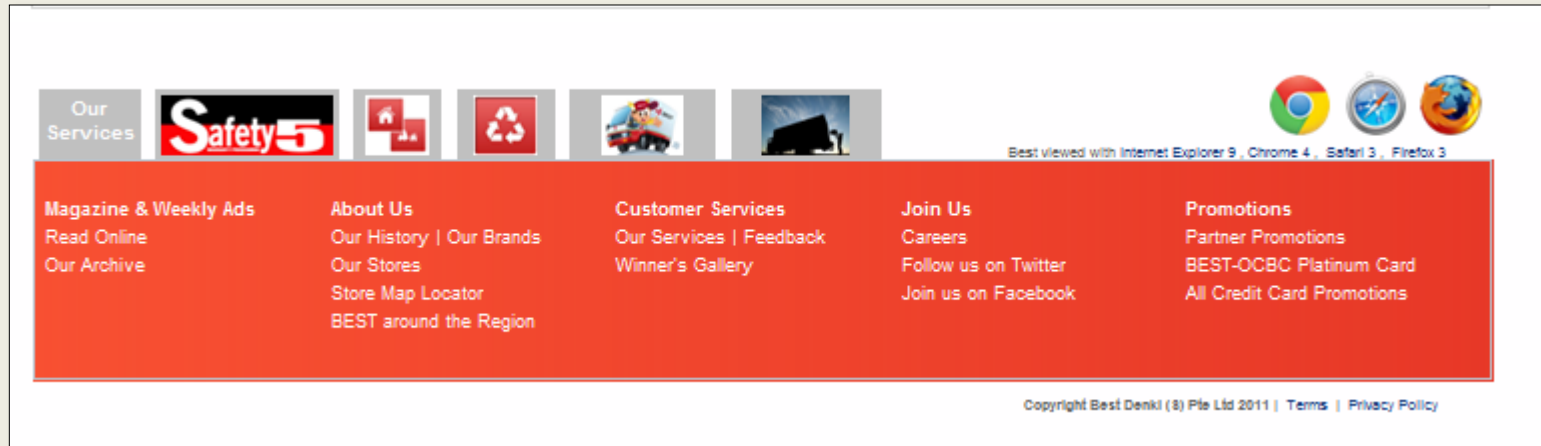 Our
Services
Safety5
Best viewed with Internet Explorer 9 , Chrome 4 , Safari 3 , Firefox 3
Magazine & Weekly Ads
Read Online
Our Archive
About Us
Our History | Our Brands
Our Stores
Store Map Locator
BEST around the Region
Customer Services
Our Services | Feedback
Winner's Gallery
Join Us
Careers
Follow us on Twitter
Join us on Facebook
Promotions
Partner Promotions
BEST-OCBC Platinum Card
All Credit Card Promotions
Copyright Best Denki (S) Pte Ltd 2011 | Terms | Privacy Policy